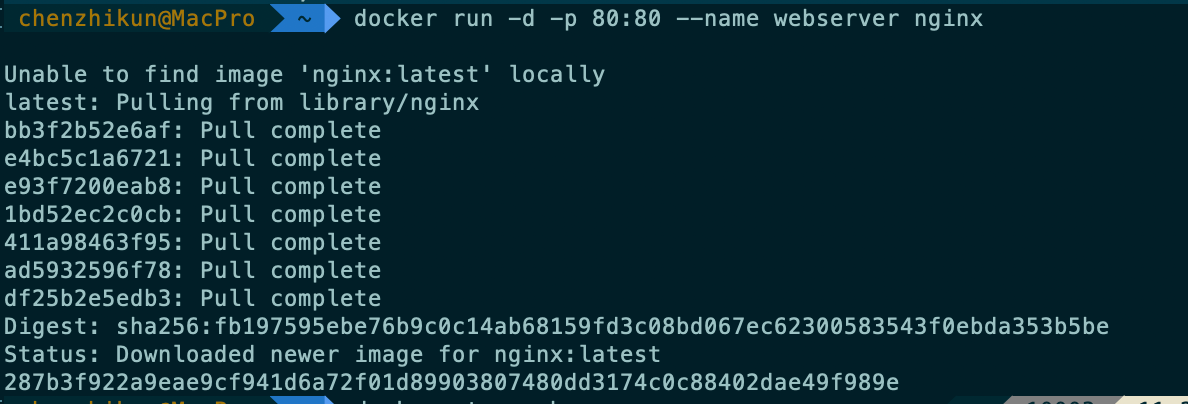 chenzhikun@MacPro ~ docker run -d -p 80:80 --name webserver nginx
Unable to find image 'nginx:latest' locally
latest: Pulling from library/nginx
bb3f2b52e6af: Pull complete
e4bc5c1a6721: Pull complete
e93f7200eab8: Pull complete
1bd52ec2c0cb: Pull complete
411a98463f95: Pull complete
ad5932596f78: Pull complete
df25b2e5edb3: Pull complete
Digest: sha256:fb197595ebe76b9c0c14ab68159fd3c08bd067ec62300583543f0ebda353b5be
Status: Downloaded newer image for nginx:latest
287b3f922a9eae9cf941d6a72f01d89903807480dd3174c0c88402dae49f989e